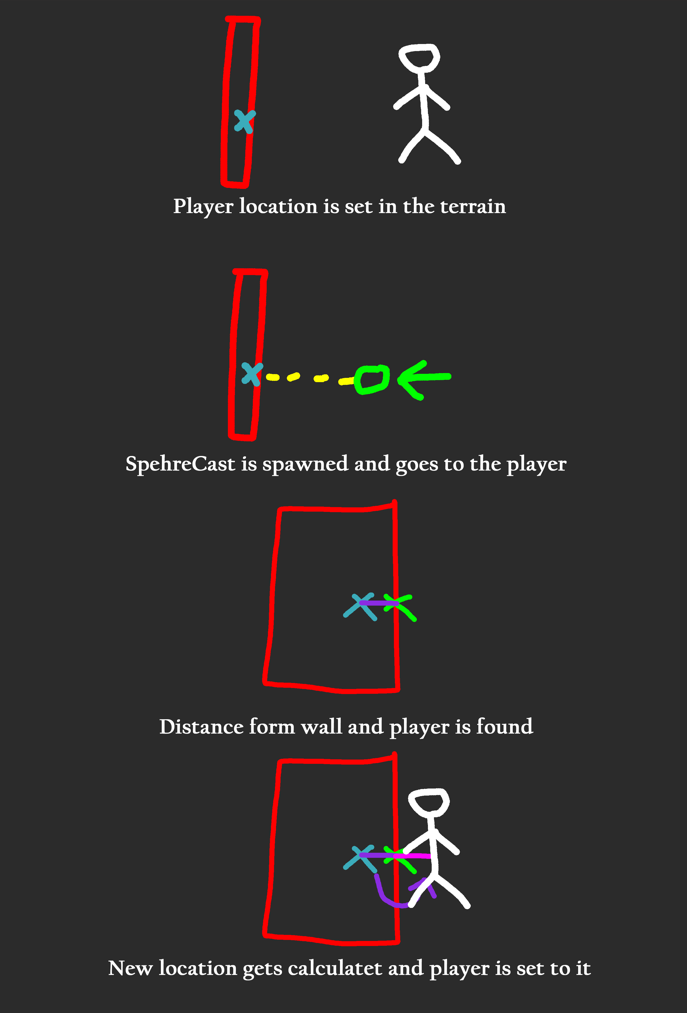 Player location is set in the terrain
SpehreCast is spawned and goes to the player
Distance form wall and player is found
New location gets calculatet and player is set to it